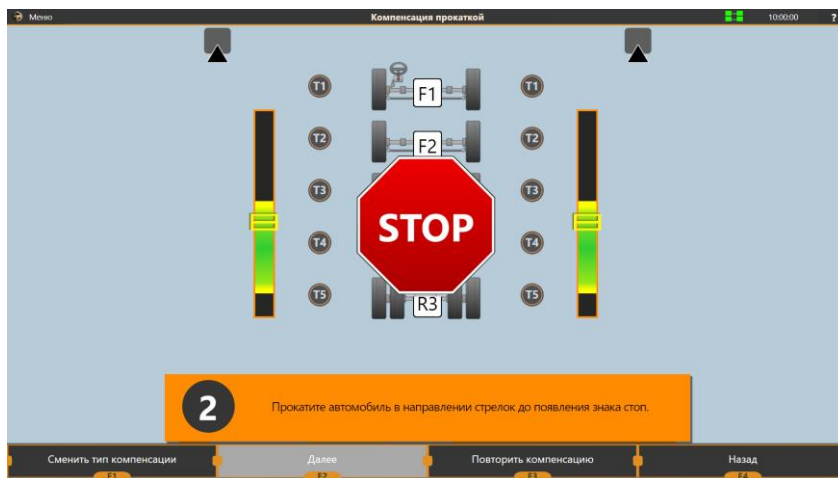 Меню
Компенсация прокаткой
10:00:00
?
T1
F1
T1
T2
F2
T2
T3
T3
STOP
T4
T4
T5
R3
T5
2
Прокатите автомобиль в направлении стрелок до появления знака стоп.
Сменить тип компенсации
Далее
Повторить компенсацию
Назад
F1
F2
F3
F4